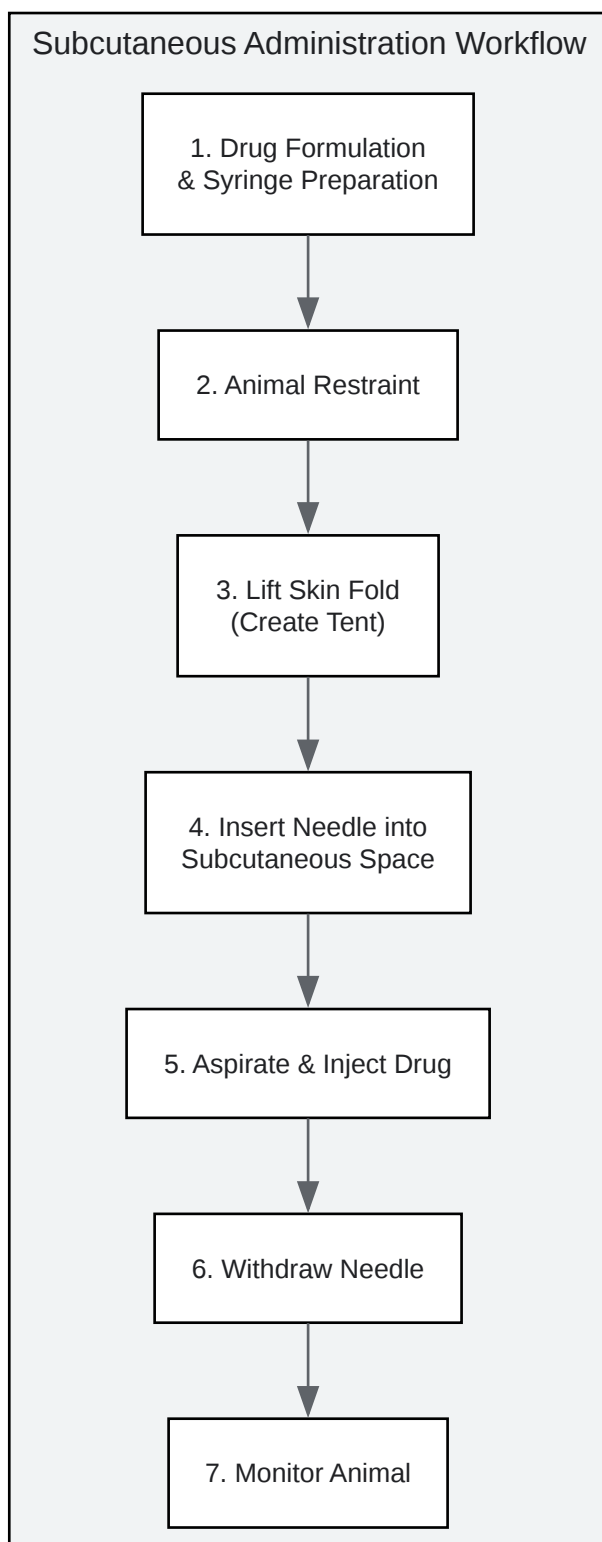 Subcutaneous Administration Workflow
1. Drug Formulation
& Syringe Preparation
2. Animal Restraint
3. Lift Skin Fold
(Create Tent)
4. Insert Needle into
Subcutaneous Space
5. Aspirate & Inject Drug
6. Withdraw Needle
7. Monitor Animal